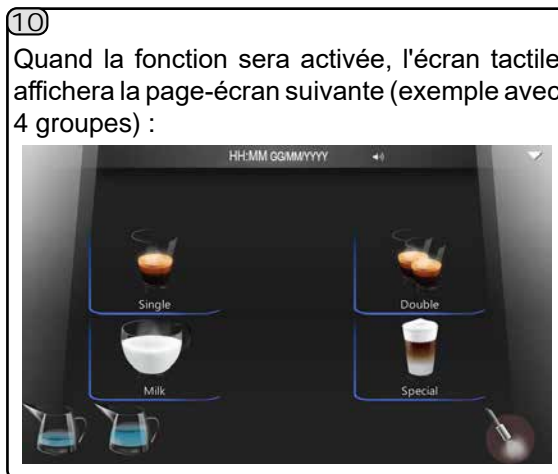 10
Quand la fonction sera activée, l'écran tactile
affichera la page-écran suivante (exemple avec
4 groupes) :
HH:MM GG/MM/YYYY
Single
Double
Milk
Special